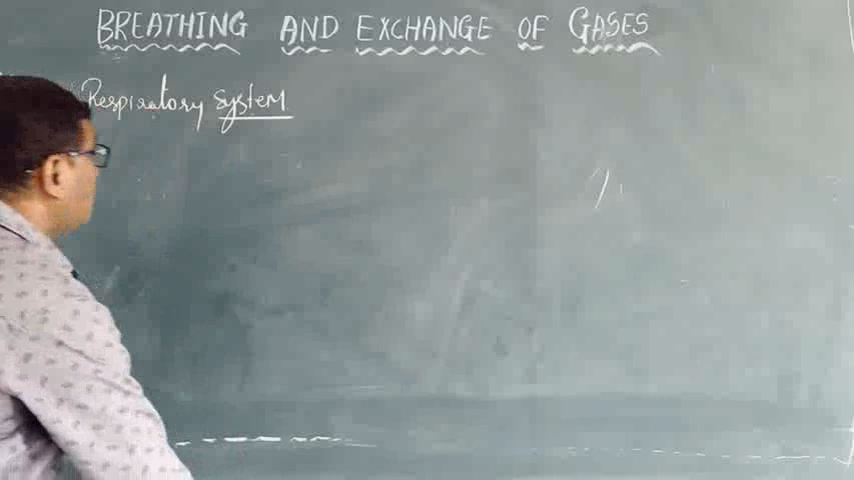 BREATHING AND EXCHANGE OF GASES
Respiratory System